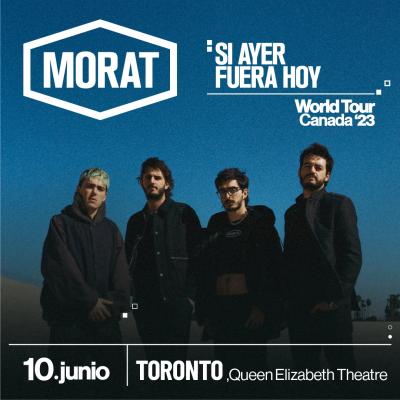 MORAT
SI AYER
FUERA HOY
World Tour
Canada '23
10.junio
TORONTO ,Queen Elizabeth Theatre